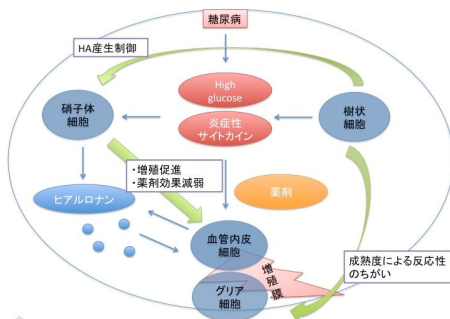 糖尿病
HA産生制御
High
glucose
硝子体
細胞
炎症性
サイトカイン
樹状
細胞
・増殖促進
・薬剤効果減弱
薬剤
ヒアルロナン
血管内皮
細胞
成熟度による反応性
のちがい
増殖膜
グリア
細胞